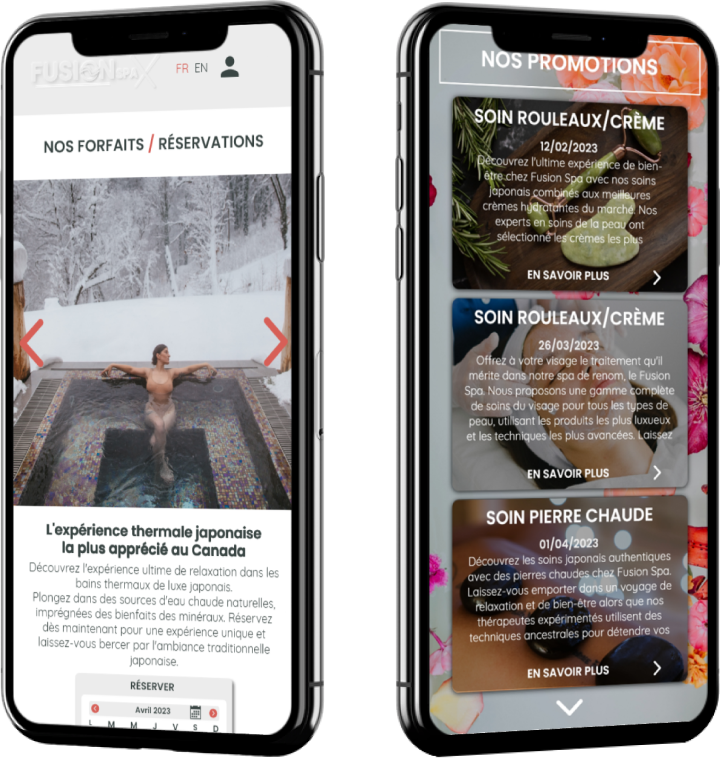 FUSION SPA X
FR EN
NOS FORFAITS / RÉSERVATIONS
L'expérience thermale japonaise
la plus apprécié au Canada
Découvrez l'expérience ultime de relaxation dans les
bains thermaux de luxe japonais.
Plongez dans des sources d'eau chaude naturelles,
imprégnées des bienfaits des minéraux. Réservez
dès maintenant pour une expérience unique et
laissez-vous bercer par l'ambiance traditionnelle
japonaise.
RÉSERVER
Avril 2023
L M M J V S D
NOS PROMOTIONS
SOIN ROULEAUX/CRÈME
12/02/2023
Découvrez l'ultime expérience de bien-
être chez Fusion Spa avec nos soins
japonais combinés aux meilleures
crèmes hydratantes du marché. Nos
experts en soins de la peau ont
sélectionné les crèmes les plus
EN SAVOIR PLUS
SOIN ROULEAUX/CRÈME
26/03/2023
Offrez à votre visage le traitement qu'il
mérite dans notre spa de renom, le Fusion
Spa. Nous proposons une gamme complète
de soins du visage pour tous les types de
peau, utilisant les produits les plus luxueux
et les techniques les plus avancées. Laissez
EN SAVOIR PLUS
SOIN PIERRE CHAUDE
01/04/2023
Découvrez les soins japonais authentiques
avec des pierres chaudes chez Fusion Spa.
Laissez-vous emporter dans un voyage de
relaxation et de bien-être alors que nos
thérapeutes expérimentés utilisent des
techniques ancestrales pour détendre vos
EN SAVOIR PLUS